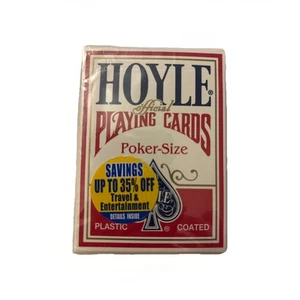 HOYLE®
official
PLAYING CARDS
Poker-Size
SAVINGS
UP TO 35% OFF
Travel &
Entertainment
DETAILS INSIDE
PLASTIC ® COATED